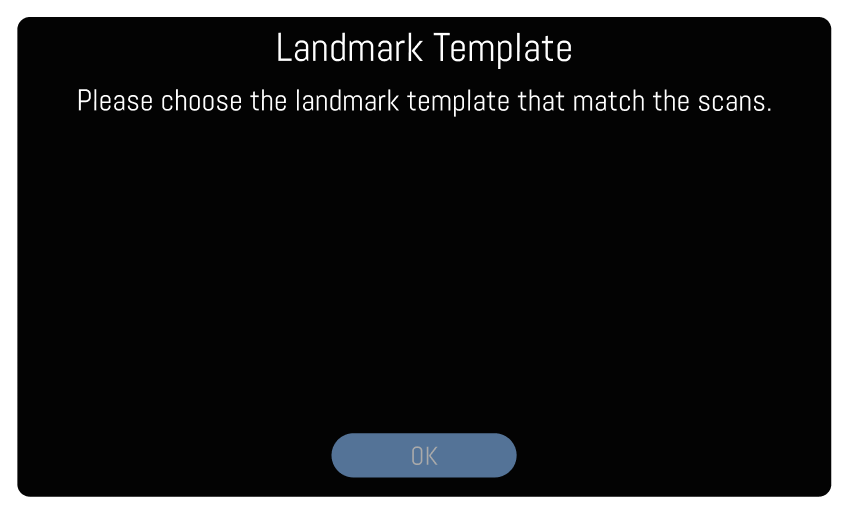 Landmark Template
Please choose the landmark template that match the scans.
OK